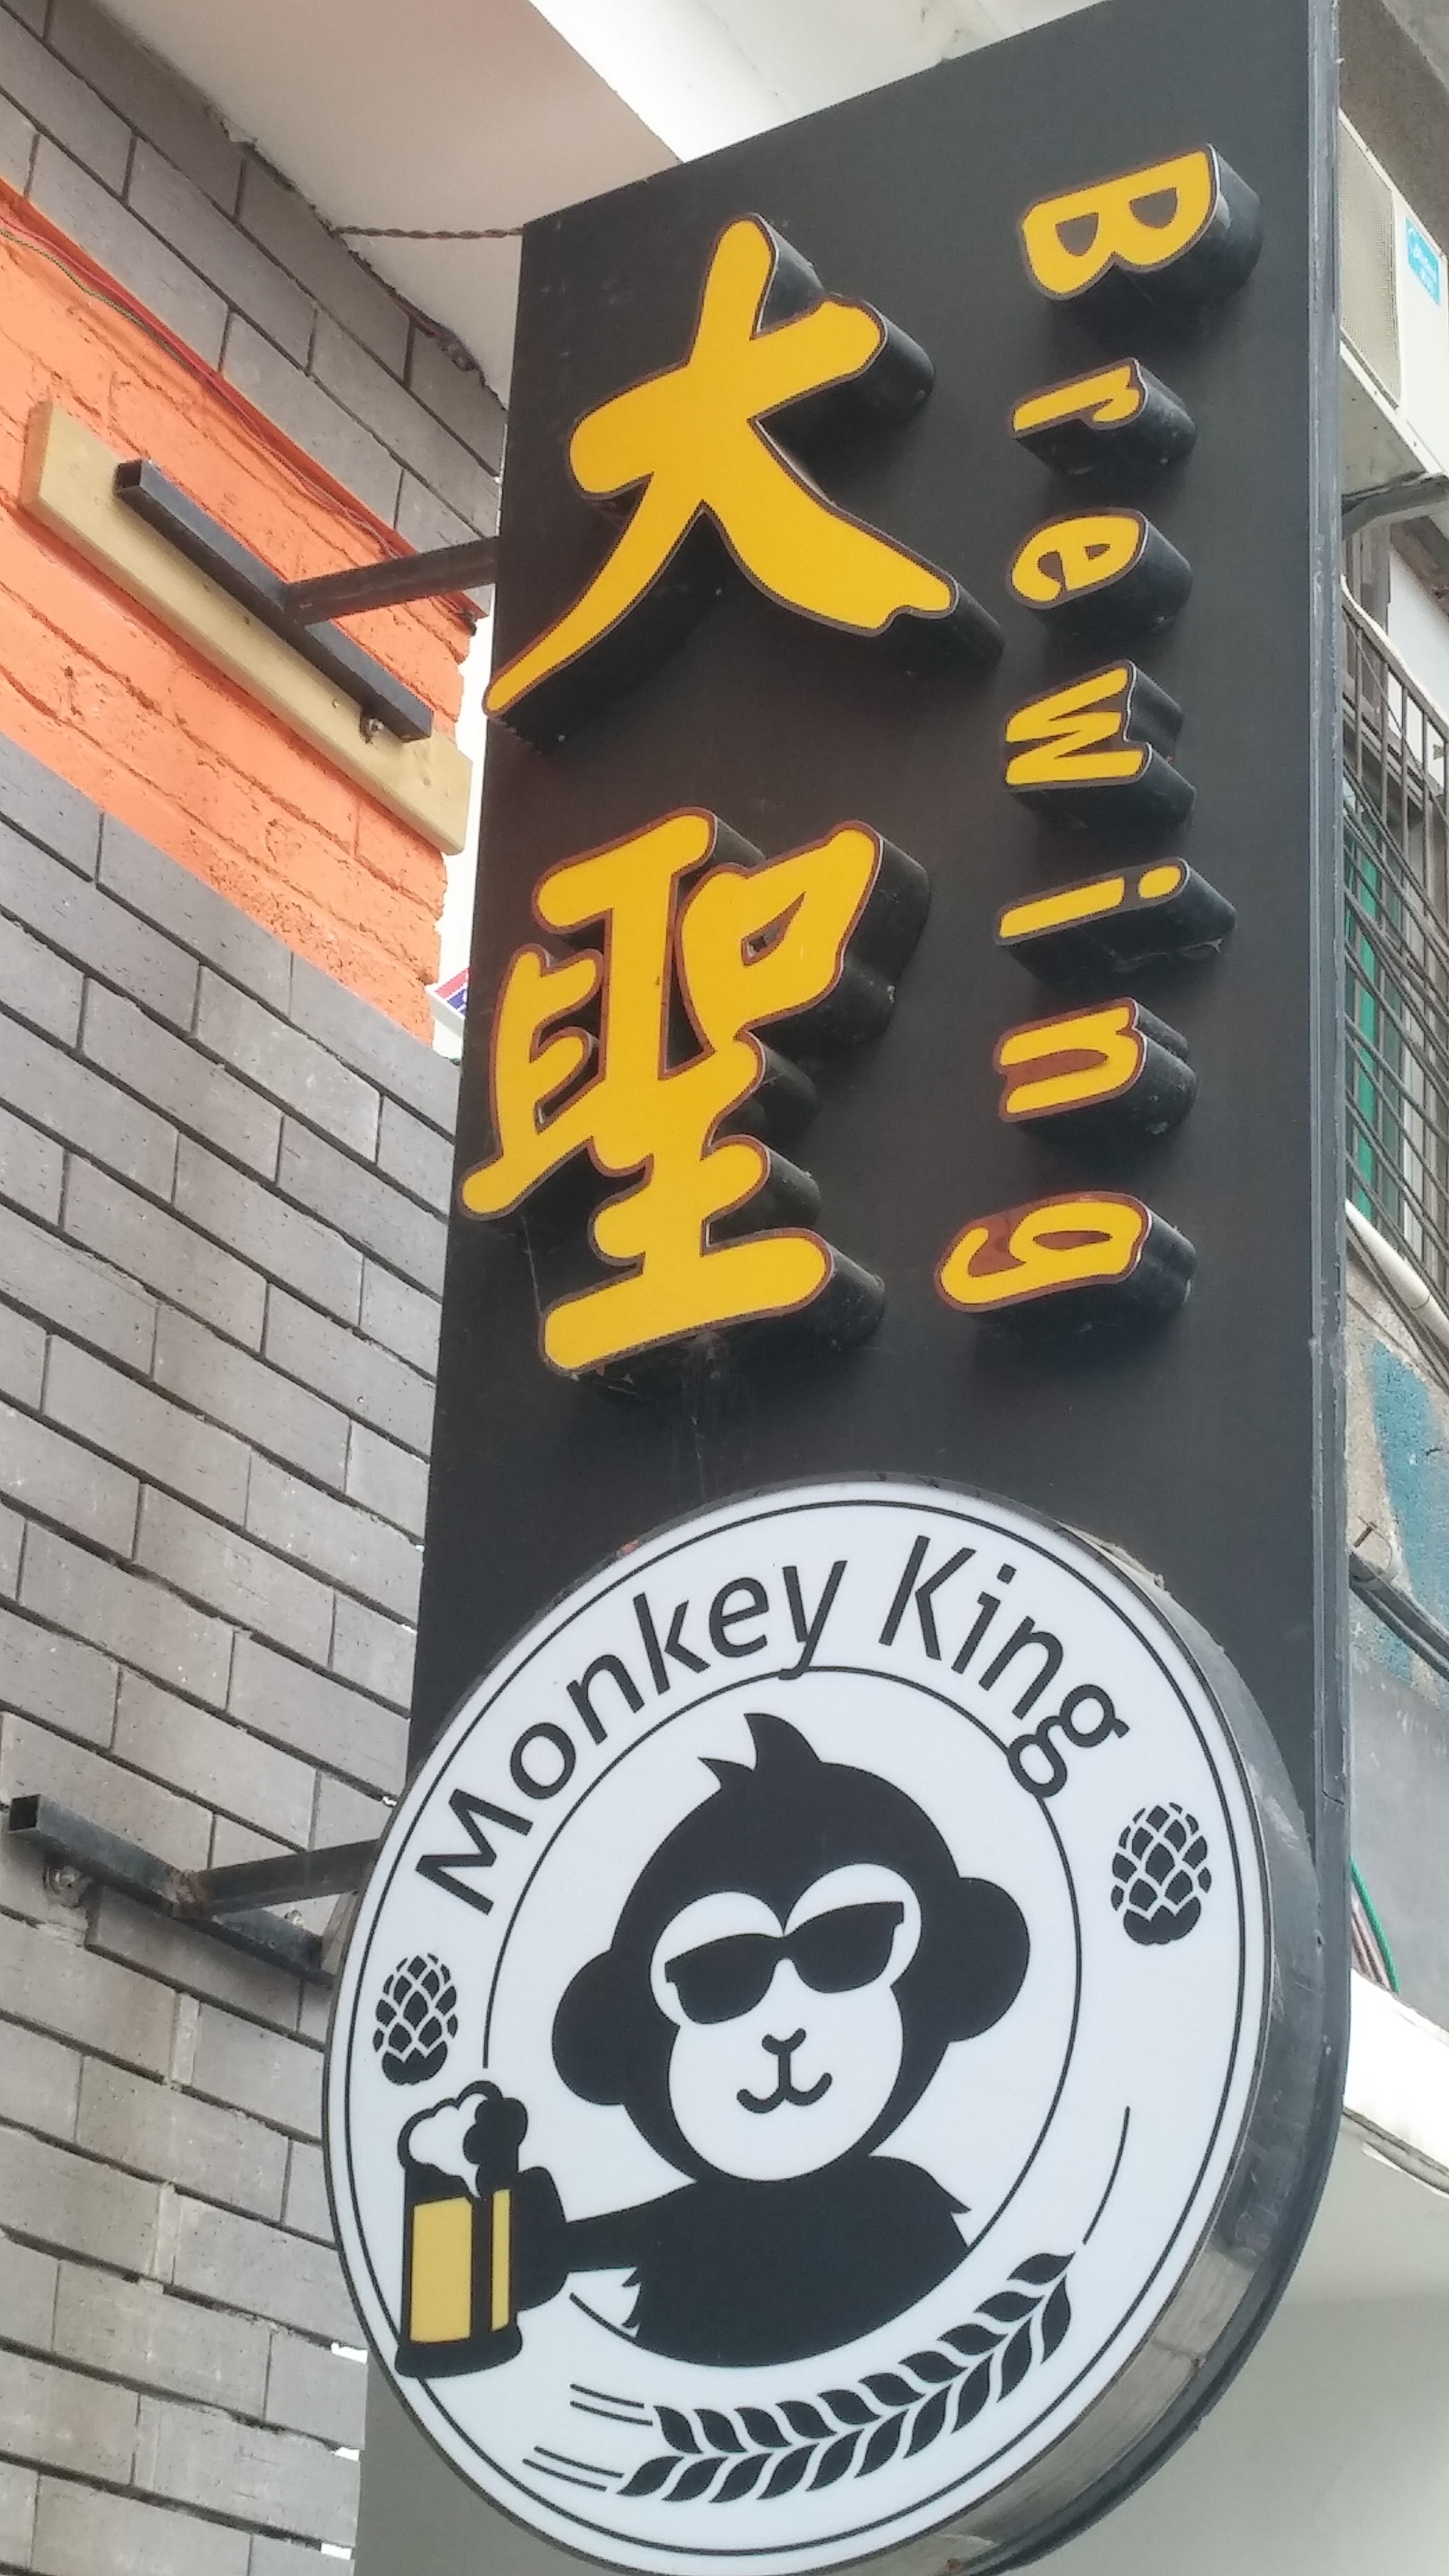 大聖
Brewing
Monkey King